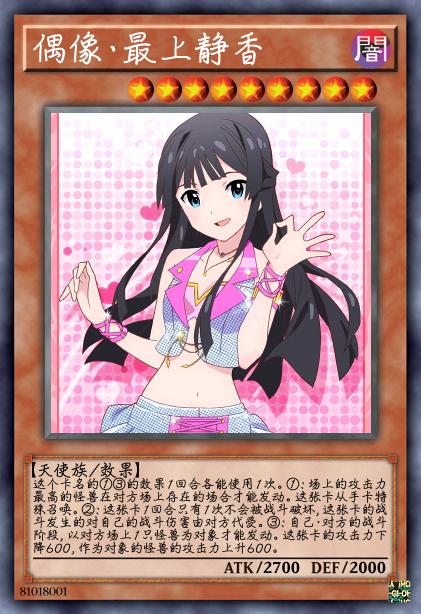 偶像·最上静香
闇
【天使族/效果】
这个卡名的①③的效果1回合各能使用1次。①：场上的攻击力
最高的怪兽在对方场上存在的场合才能发动。这张卡从手卡特
殊召唤。②：这张卡1回合只有1次不会被战斗破坏，这张卡的战
斗发生的对自己的战斗伤害由对方代受。③：自己·对方的战斗
阶段，以对方场上1只怪兽为对象才能发动。这张卡的攻击力下
降600，作为对象的怪兽的攻击力上升600。
ATK/2700 DEF/2000
81018001